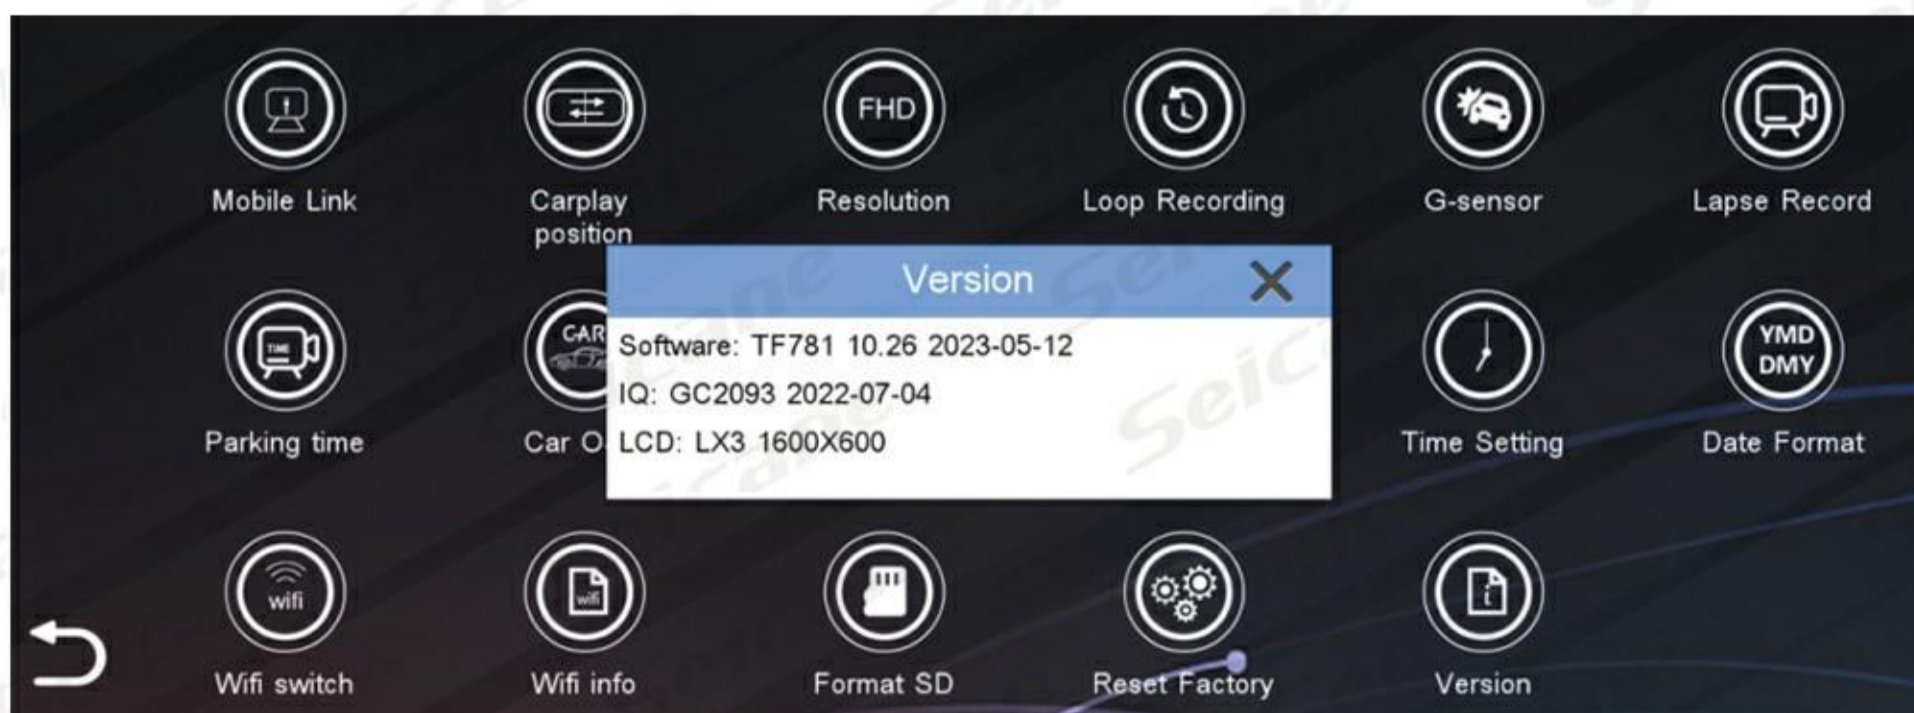 Seicane
FHD
Mobile Link
Carplay
position
Resolution
Loop Recording
G-sensor
Lapse Record
Version
Software: TF781 10.26 2023-05-12
IQ: GC2093 2022-07-04
LCD: LX3 1600X600
TIME
CAR
YMD
DMY
Parking time
Car
Time Setting
Date Format
wifi
wifi
Wifi switch
Wifi info
Format SD
Reset Factory
Version